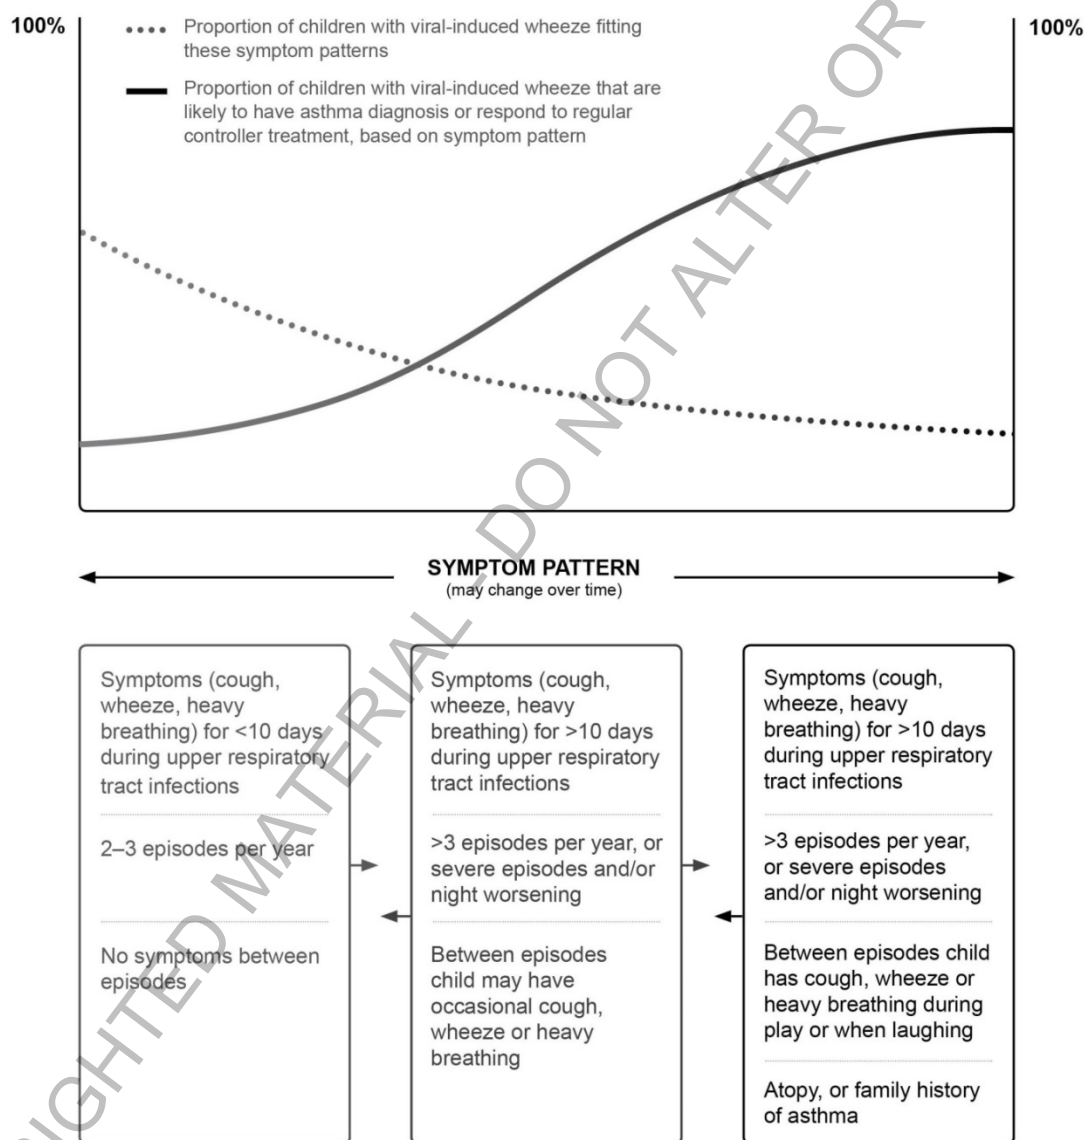 100%
100%
Proportion of children with viral-induced wheeze fitting
these symptom patterns
Proportion of children with viral-induced wheeze that are
likely to have asthma diagnosis or respond to regular
controller treatment, based on symptom pattern
SYMPTOM PATTERN
(may change over time)
Symptoms (cough,
wheeze, heavy
breathing) for <10 days
during upper respiratory
tract infections
2–3 episodes per year
No symptoms between
episodes
Symptoms (cough,
wheeze, heavy
breathing) for >10 days
during upper respiratory
tract infections
>3 episodes per year, or
severe episodes and/or
night worsening
Between episodes
child may have
occasional cough,
wheeze or heavy
breathing
Symptoms (cough,
wheeze, heavy
breathing) for >10 days
during upper respiratory
tract infections
>3 episodes per year,
or severe episodes
and/or night worsening
Between episodes child
has cough, wheeze or
heavy breathing during
play or when laughing
Atopy, or family history
of asthma
RIGHTED MATERIAL - DO NOT ALTER OR